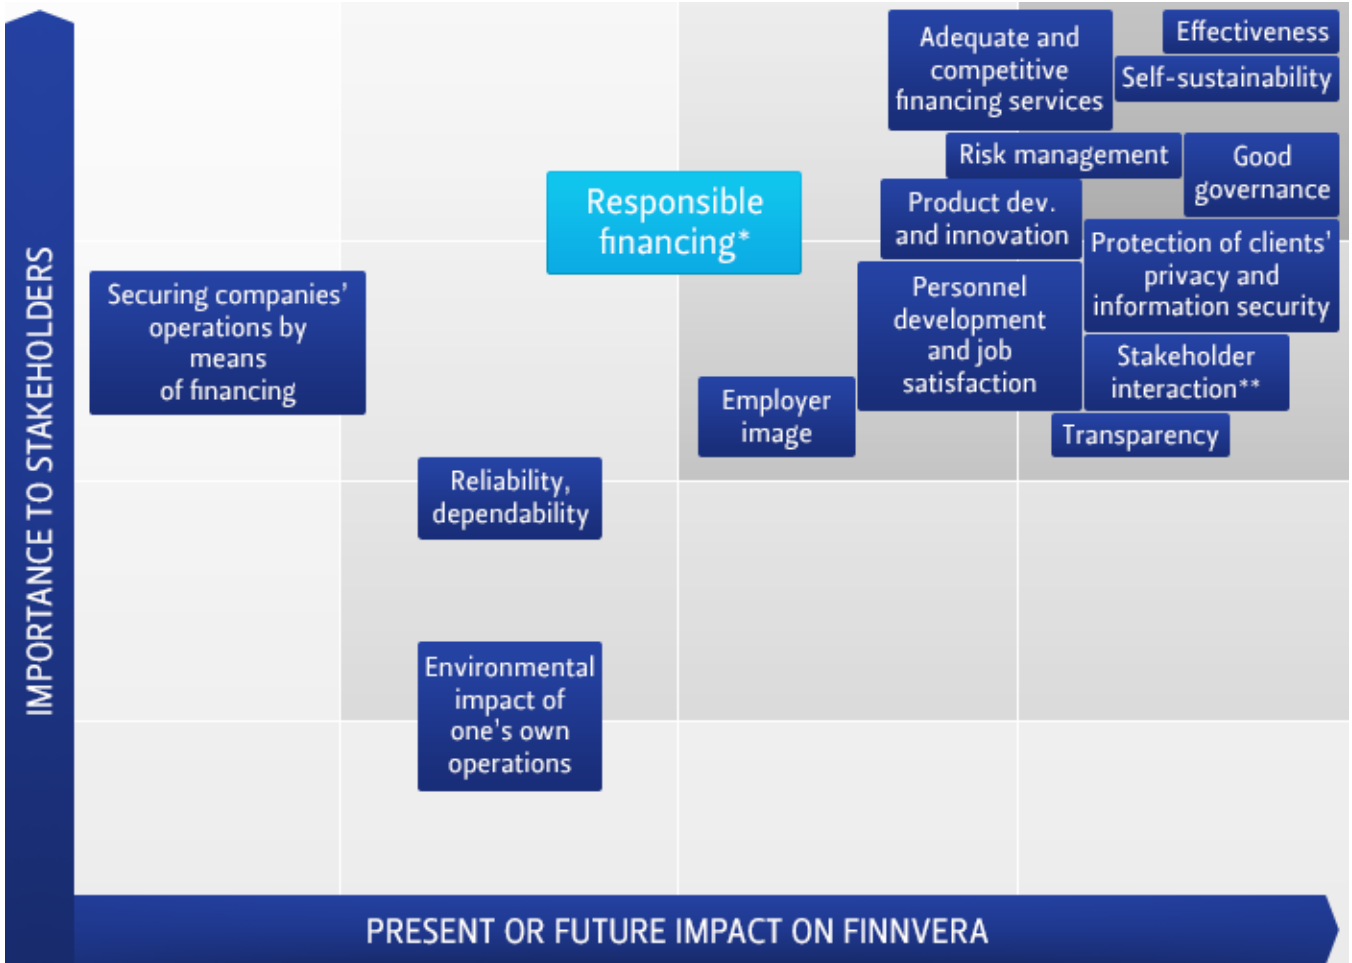 Adequate and
competitive
financing services
Effectiveness
Self-sustainability
Risk management
Good
governance
Responsible
financing*
Product dev.
and innovation
Protection of clients’
privacy and
information security
Securing companies’
operations by
means
of financing
Personnel
development
and job
satisfaction
Stakeholder
interaction**
Employer
image
Transparency
Reliability,
dependability
Environmental
impact of
one’s own
operations
IMPORTANCE TO STAKEHOLDERS
PRESENT OR FUTURE IMPACT ON FINNVERA